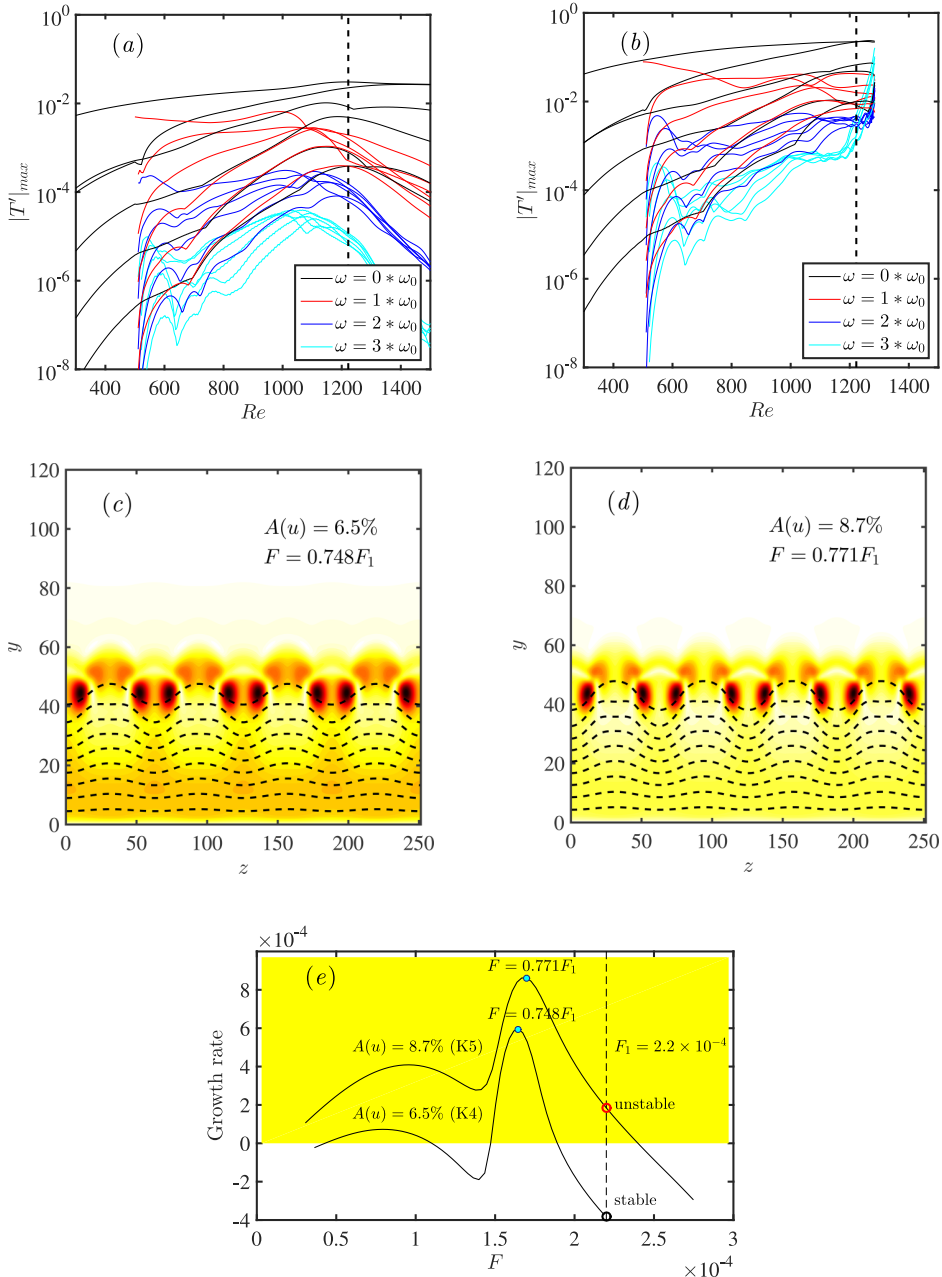 (a)
10^0
10^-2
10^-4
10^-6
10^-8
|T′|max
400 600 800 1000 1200 1400
Re
ω = 0 * ω0
ω = 1 * ω0
ω = 2 * ω0
ω = 3 * ω0
(b)
10^0
10^-2
10^-4
10^-6
10^-8
|T′|max
400 600 800 1000 1200 1400
Re
ω = 0 * ω0
ω = 1 * ω0
ω = 2 * ω0
ω = 3 * ω0
(c)
A(u) = 6.5%
F = 0.748F1
120
100
80
60
40
20
0
y
0 50 100 150 200 250
z
(d)
A(u) = 8.7%
F = 0.771F1
120
100
80
60
40
20
0
y
0 50 100 150 200 250
z
×10^-4
(e)
F = 0.771F1
F = 0.748F1
A(u) = 8.7% (K5)
F1 = 2.2 × 10^-4
A(u) = 6.5% (K4)
unstable
stable
8
6
4
2
0
-2
-4
Growth rate
0 0.5 1 1.5 2 2.5 3
F
×10^-4